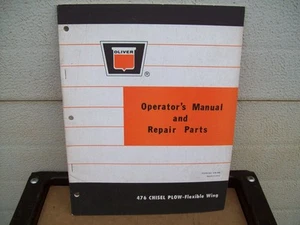 OLIVER
®
Operator's Manual
and
Repair Parts
476 CHISEL PLOW-Flexible Wing